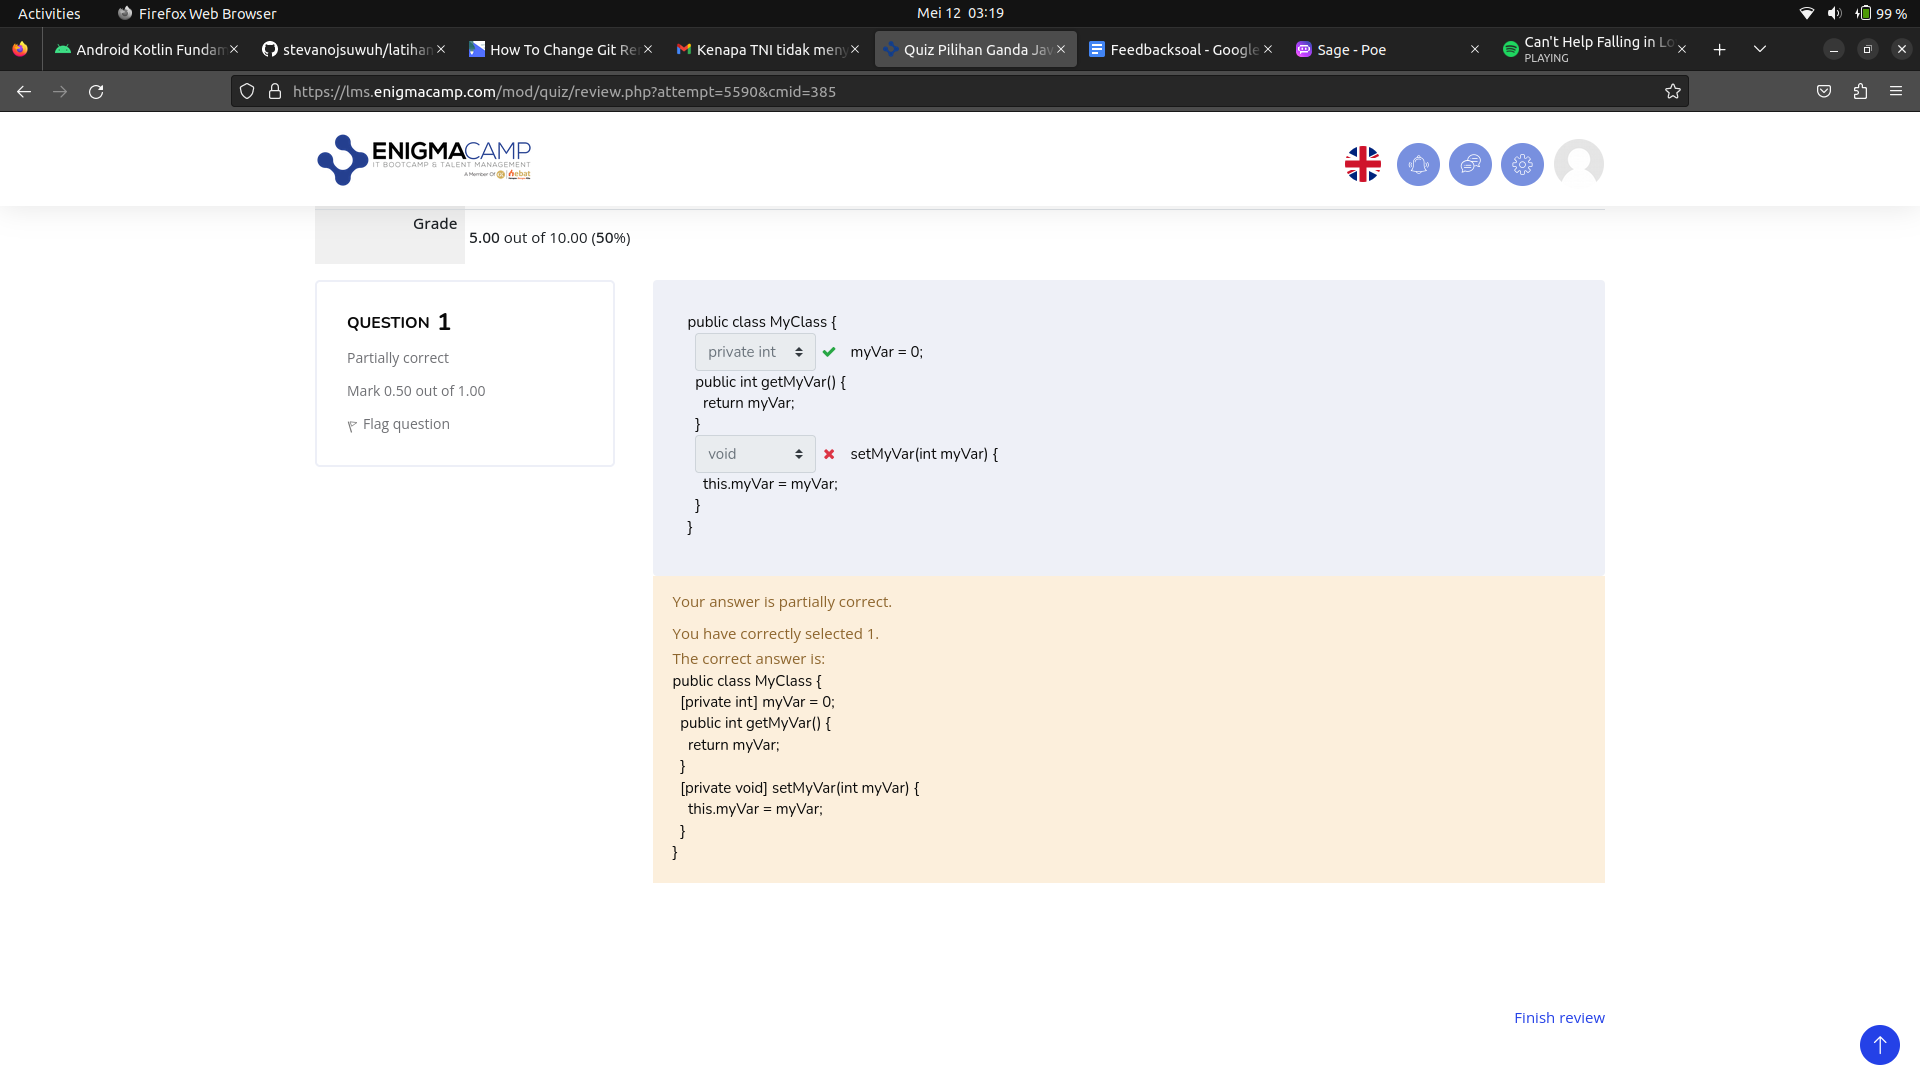 Activities
Firefox Web Browser
Mei 12 03:19
99 %
Android Kotlin Fundam
stevanojsuwuh/latihan
How To Change Git Re
Kenapa TNI tidak meny
Quiz Pilihan Ganda Jav
Feedbacksoal - Google
Sage - Poe
Can't Help Falling in Lo
PLAYING
https://lms.enigmacamp.com/mod/quiz/review.php?attempt=5590&cmid=385
ENIGMACAMP
IT BOOTCAMP & TALENT MANAGEMENT
A Member Of
Grade
5.00 out of 10.00 (50%)
QUESTION 1
Partially correct
Mark 0.50 out of 1.00
Flag question
public class MyClass {
private int myVar = 0;
public int getMyVar() {
return myVar;
}
void setMyVar(int myVar) {
this.myVar = myVar;
}
}
Your answer is partially correct.
You have correctly selected 1.
The correct answer is:
public class MyClass {
[private int] myVar = 0;
public int getMyVar() {
return myVar;
}
[private void] setMyVar(int myVar) {
this.myVar = myVar;
}
}
Finish review